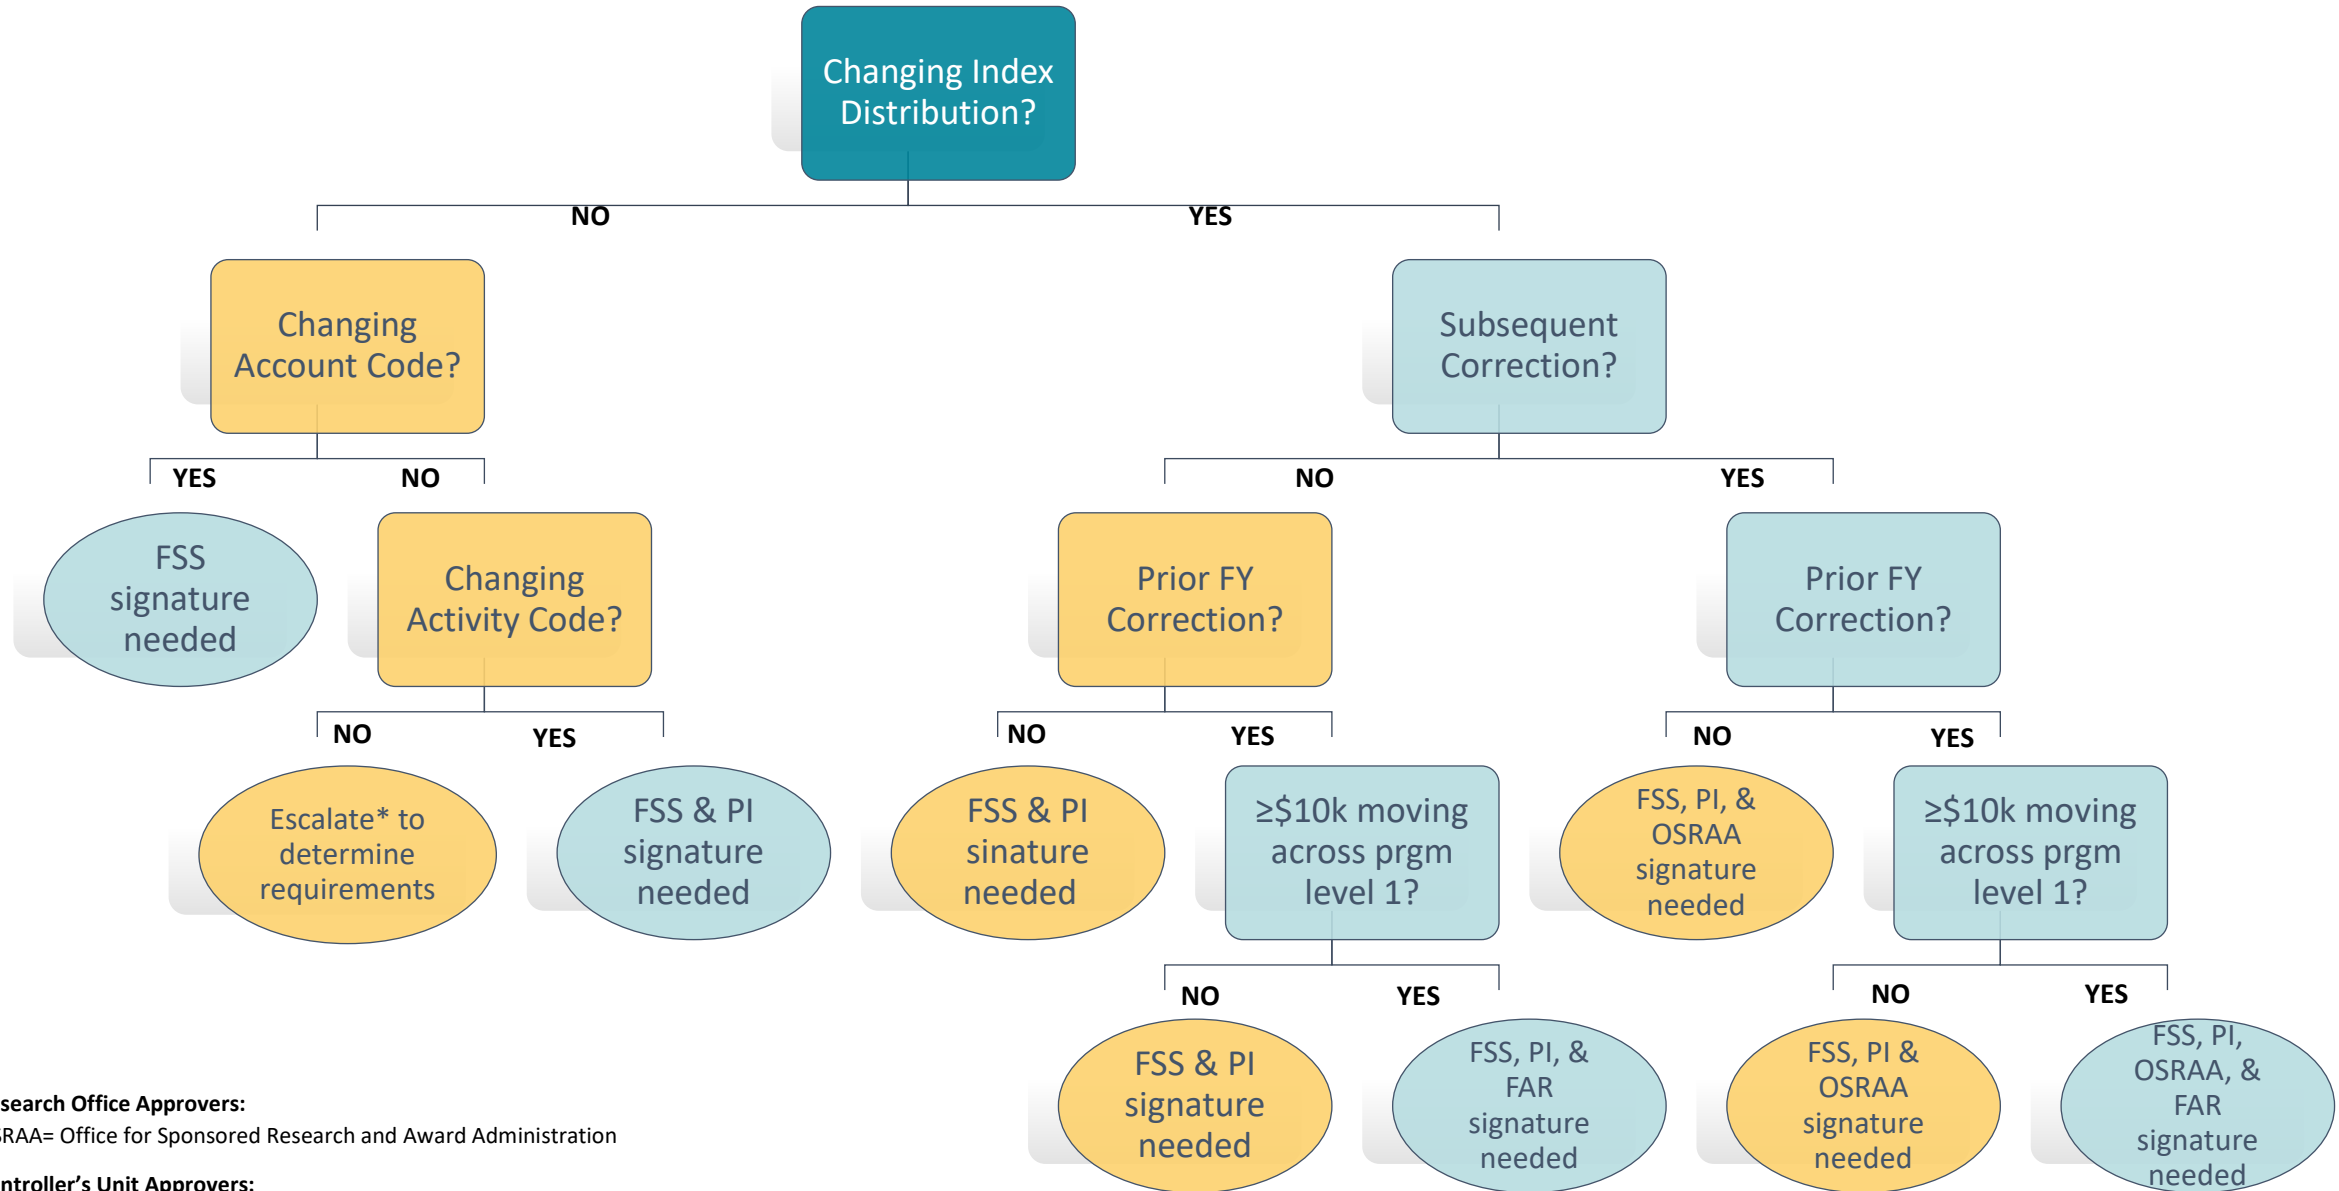 Changing Index
Distribution?
NO
YES
Changing
Account Code?
Subsequent
Correction?
YES
NO
NO
YES
FSS
signature
needed
Changing
Activity Code?
Prior FY
Correction?
Prior FY
Correction?
NO
YES
NO
YES
NO
YES
Escalate* to
determine
requirements
FSS & PI
signature
needed
FSS & PI
sinature
needed
≥$10k moving
across prgm
level 1?
FSS, PI, &
OSRAA
signature
needed
≥$10k moving
across prgm
level 1?
NO
YES
NO
YES
FSS & PI
signature
needed
FSS, PI, &
FAR
signature
needed
FSS, PI &
OSRAA
signature
needed
FSS, PI,
OSRAA, &
FAR
signature
needed
search Office Approvers:
SRAA= Office for Sponsored Research and Award Administration
ntroller's Unit Approvers: